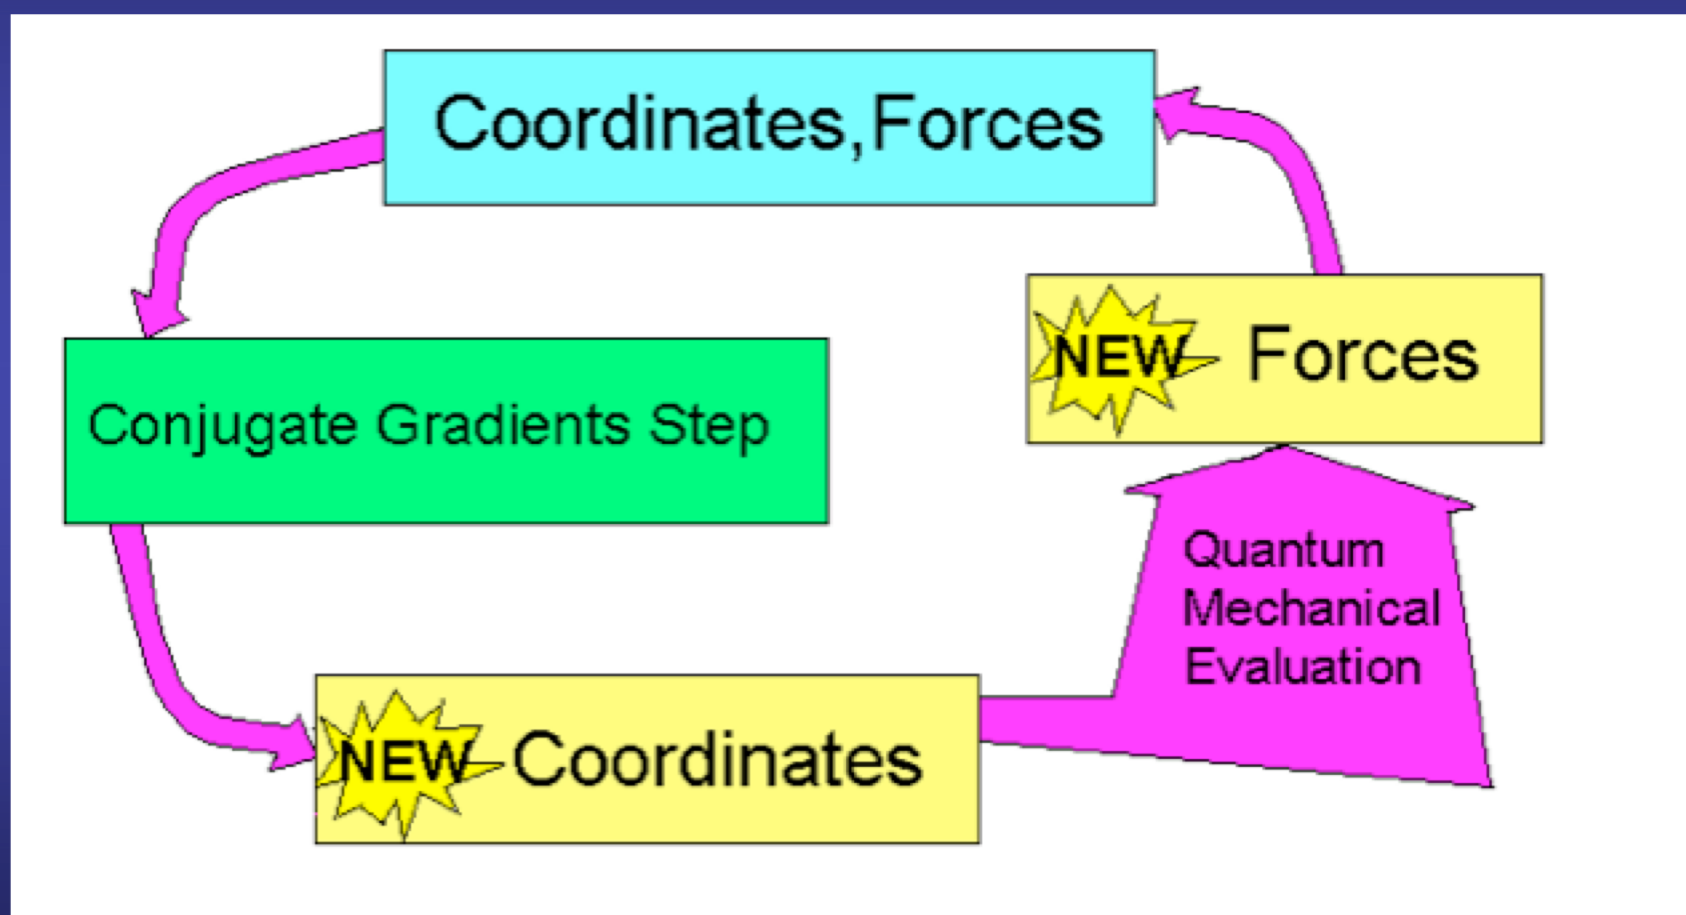 Coordinates,Forces
NEW Forces
Conjugate Gradients Step
Quantum
Mechanical
Evaluation
NEW Coordinates